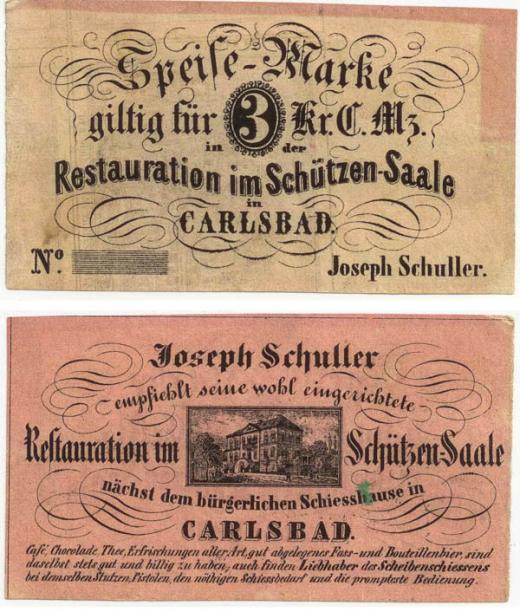 Speise-Marke
giltig für 3 Kr. C. Mz.
in der
Restauration im Schützen-Saale
in
CARLSBAD.
No. Joseph Schuller.
Joseph Schuller
empfiehlt seine wohl eingerichtete
Restauration im Schützen-Saale
nächst dem bürgerlichen Schiesshause in
CARLSBAD.
Café, Chocolade, Thee, Erfrischungen aller Art, gut abgelegenes Fass- und Bouteillenbier, sind
daselbst stets gut und billig zu haben, auch finden Liebhaber des Scheibenschiessens
bei demselben Stutzen, Pistolen, den nöthigen Schiessbedarf und die prompteste Bedienung.